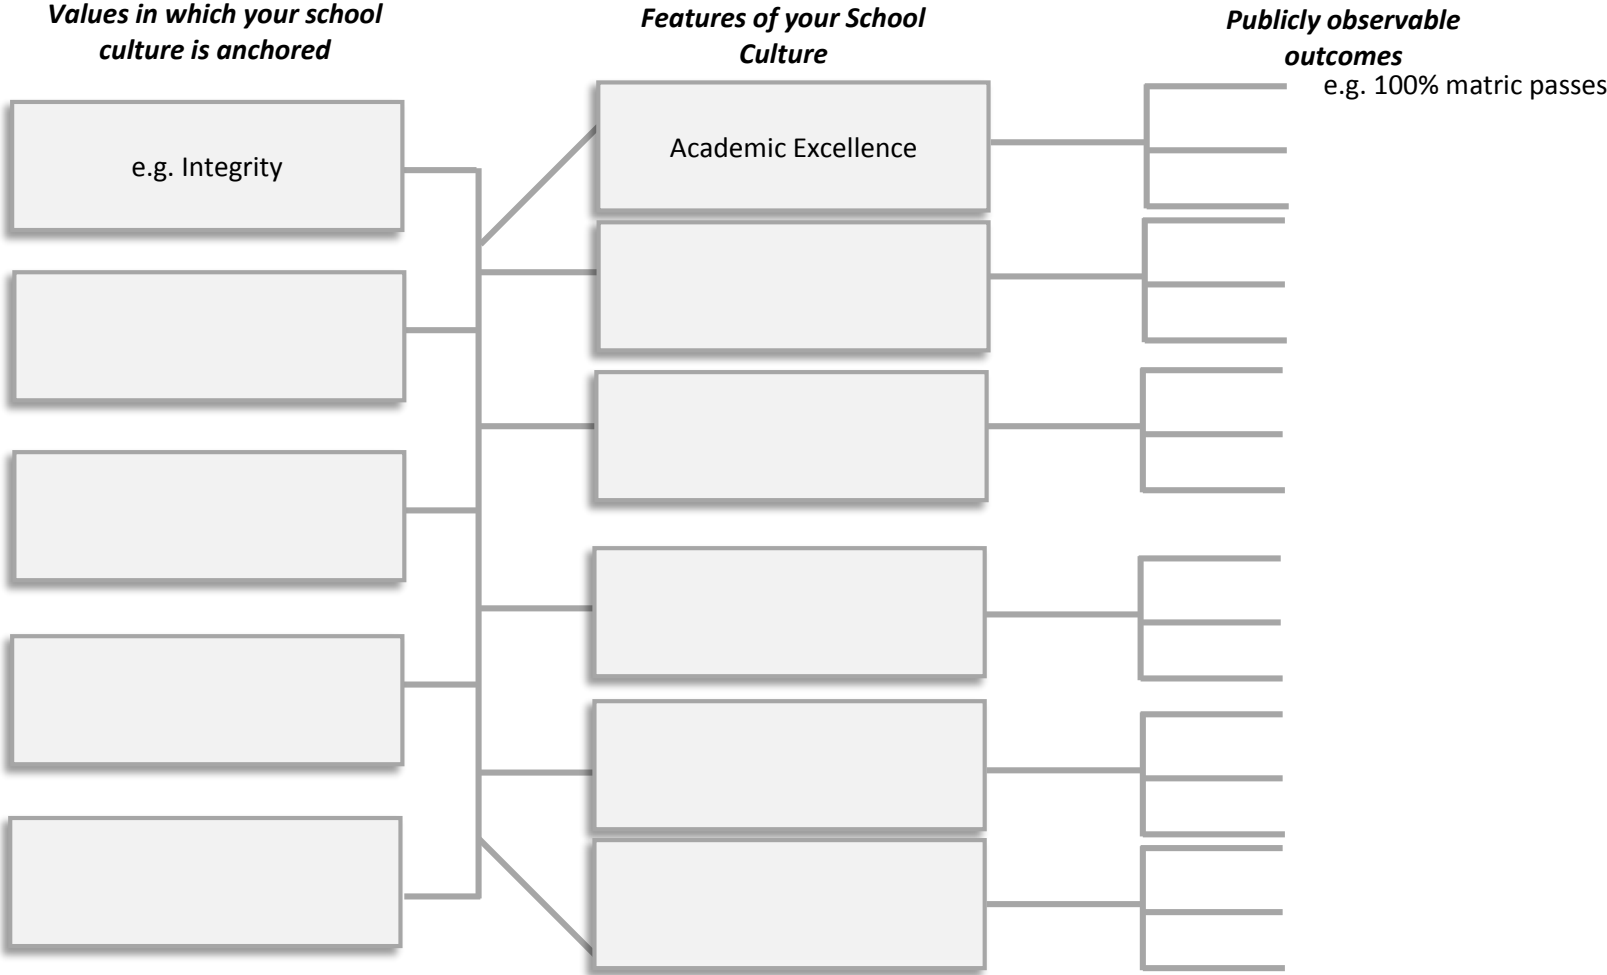 Values in which your school
culture is anchored
Features of your School
Culture
Publicly observable
outcomes
e.g. 100% matric passes
e.g. Integrity
Academic Excellence